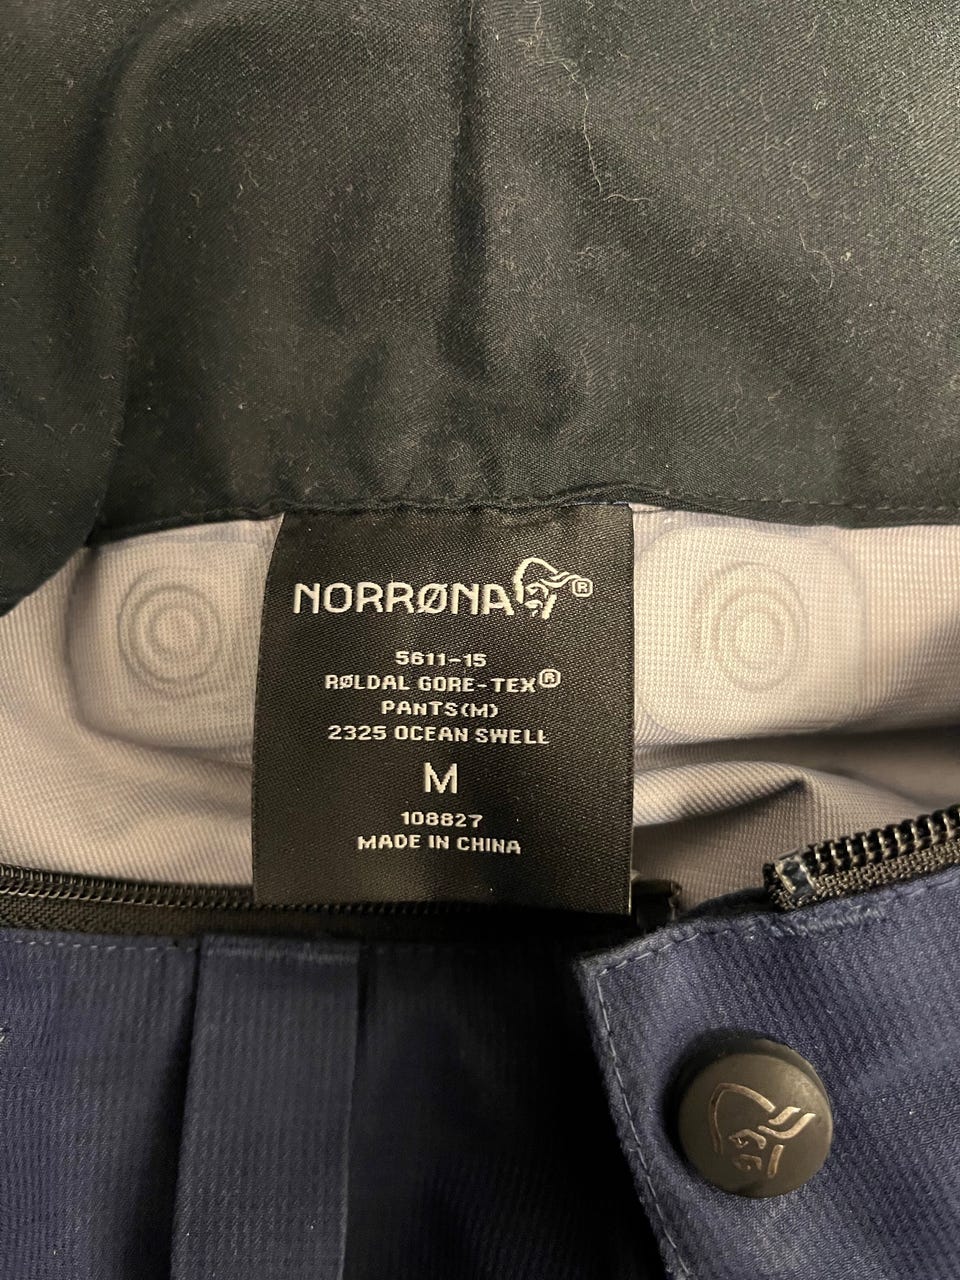 NORRØNA®
5611-15
RØLDAL GORE-TEX®
PANTS(M)
2325 OCEAN SWELL
M
108827
MADE IN CHINA